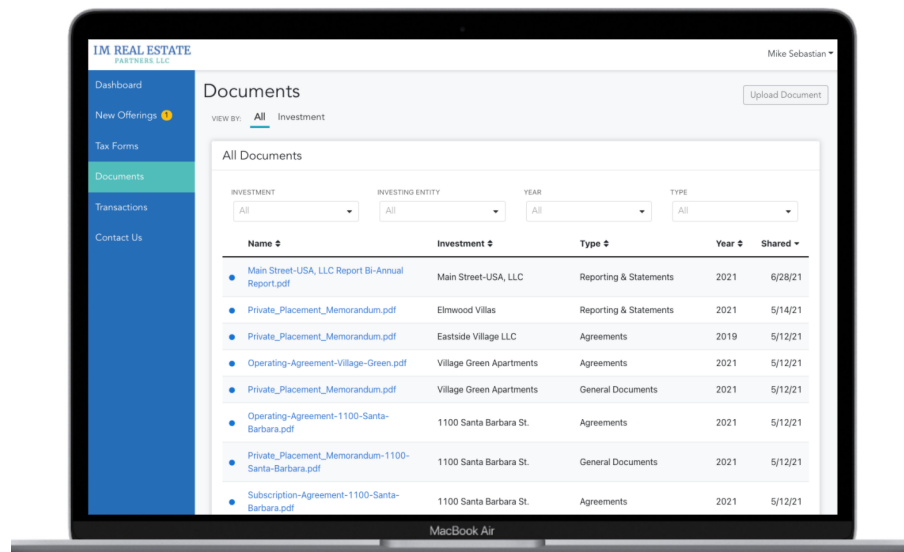 IM REAL ESTATE
PARTNERS LLC
Mike Sebastian
Dashboard
New Offerings 1
Tax Forms
Documents
Transactions
Contact Us
Documents
Upload Document
VIEW BY: All Investment
All Documents
INVESTMENT INVESTING ENTITY YEAR TYPE
All All All All
Name Investment Type Year Shared
Main Street-USA, LLC Report Bi-Annual
Report.pdf Main Street-USA, LLC Reporting & Statements 2021 6/28/21
Private_Placement_Memorandum.pdf Elmwood Villas Reporting & Statements 2021 5/14/21
Private_Placement_Memorandum.pdf Eastside Village LLC Agreements 2019 5/12/21
Operating-Agreement-Village-Green.pdf Village Green Apartments Agreements 2021 5/12/21
Private_Placement_Memorandum.pdf Village Green Apartments General Documents 2021 5/12/21
Operating-Agreement-1100-Santa-
Barbara.pdf 1100 Santa Barbara St. Agreements 2021 5/12/21
Private_Placement_Memorandum-1100-
Santa-Barbara.pdf 1100 Santa Barbara St. General Documents 2021 5/12/21
Subscription-Agreement-1100-Santa-
Barbara.pdf 1100 Santa Barbara St. Agreements 2021 5/12/21
MacBook Air